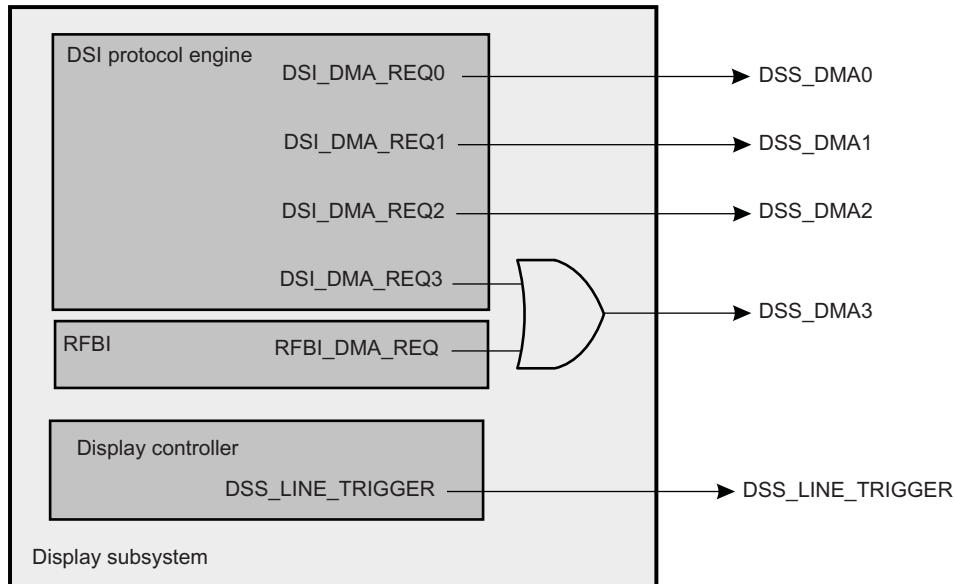 DSI protocol engine
DSI_DMA_REQ0
DSS_DMA0
DSI_DMA_REQ1
DSS_DMA1
DSI_DMA_REQ2
DSS_DMA2
DSI_DMA_REQ3
DSS_DMA3
RFBI
RFBI_DMA_REQ
Display controller
DSS_LINE_TRIGGER
DSS_LINE_TRIGGER
Display subsystem